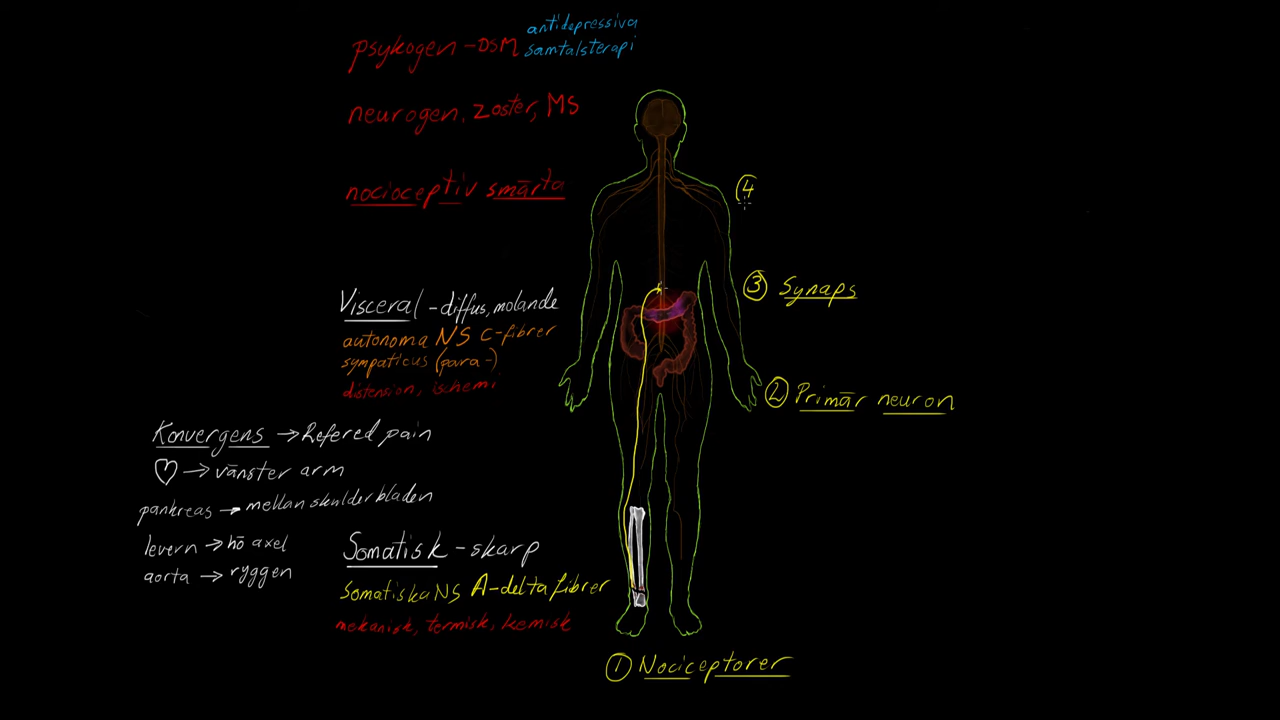 psykogen - DSM
antidepressiva
samtalsterapi
neurogen, zoster, MS
nocioceptiv smärta
④
③ Synaps
Visceral - diffus, molande
autonoma NS C-fibrer
sympaticus (para-)
distension, ischemi
② Primär neuron
Konvergens → Refered pain
♡ → vänster arm
pankreas → mellan skulderbladen
levern → hö axel
aorta → ryggen
Somatisk - skarp
somatiska NS A-delta fibrer
mekanisk, termisk, kemisk
① Nociceptorer